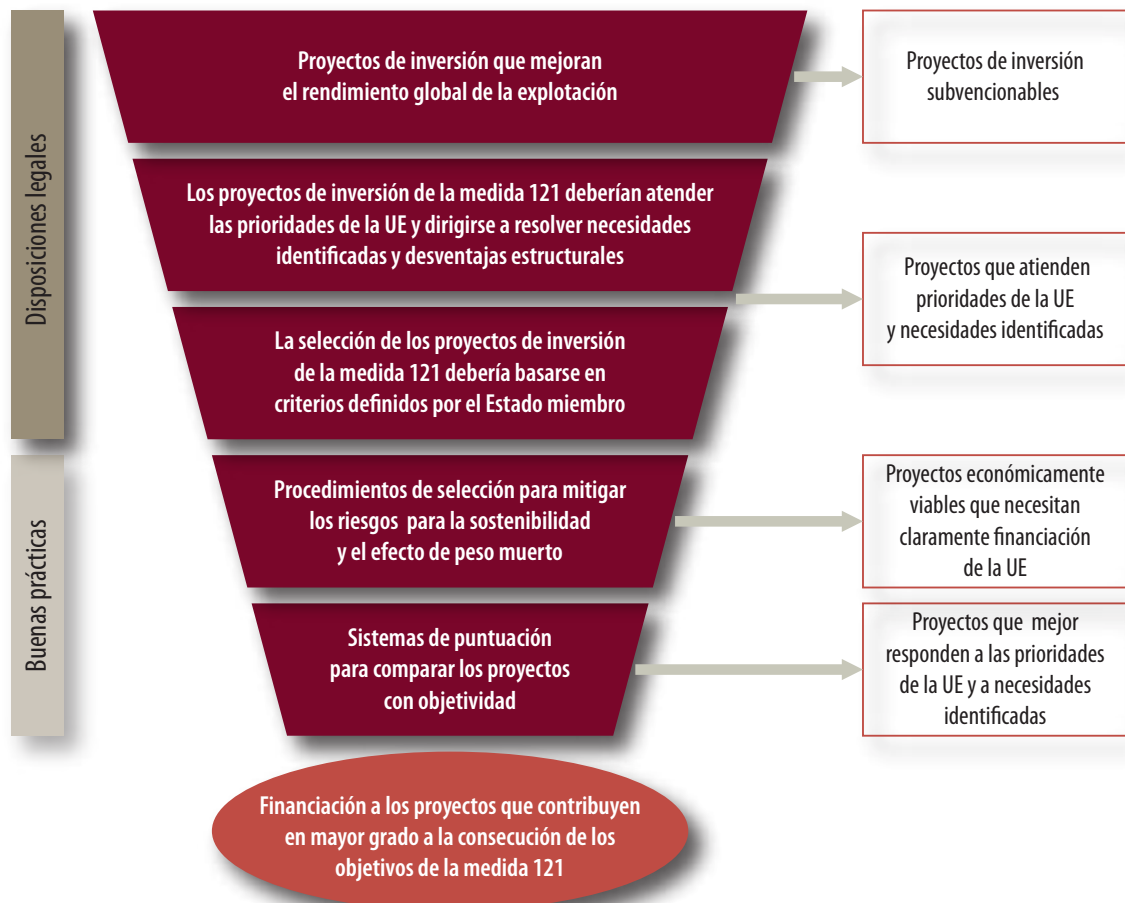 Disposiciones legales
Proyectos de inversión que mejoran
el rendimiento global de la explotación
Proyectos de inversión
subvencionables
Los proyectos de inversión de la medida 121 deberían atender
las prioridades de la UE y dirigirse a resolver necesidades
identificadas y desventajas estructurales
Proyectos que atienden
prioridades de la UE
y necesidades identificadas
La selección de los proyectos de inversión
de la medida 121 debería basarse en
criterios definidos por el Estado miembro
Buenas prácticas
Procedimientos de selección para mitigar
los riesgos para la sostenibilidad
y el efecto de peso muerto
Proyectos económicamente
viables que necesitan
claramente financiación
de la UE
Sistemas de puntuación
para comparar los proyectos
con objetividad
Proyectos que mejor
responden a las prioridades
de la UE y a necesidades
identificadas
Financiación a los proyectos que contribuyen
en mayor grado a la consecución de los
objetivos de la medida 121